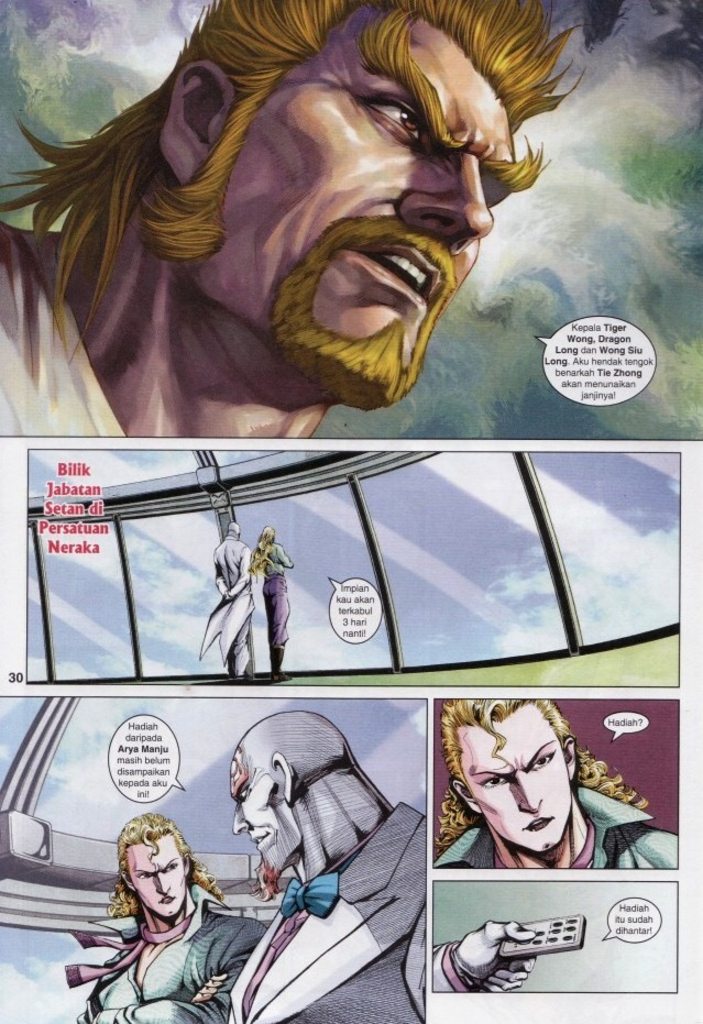 Kepala Tiger
Wong, Dragon
Long dan Wong Siu
Long. Aku hendak tengok
benarkah Tie Zhong
akan menunaikan
janjinya!
Bilik
Jabatan
Setan di
Persatuan
Neraka
Impian
kau akan
terkabul
3 hari
nanti!
30
Hadiah
daripada
Arya Manju
masih belum
disampaikan
kepada aku
ini!
Hadiah?
Hadiah
itu sudah
dihantar!